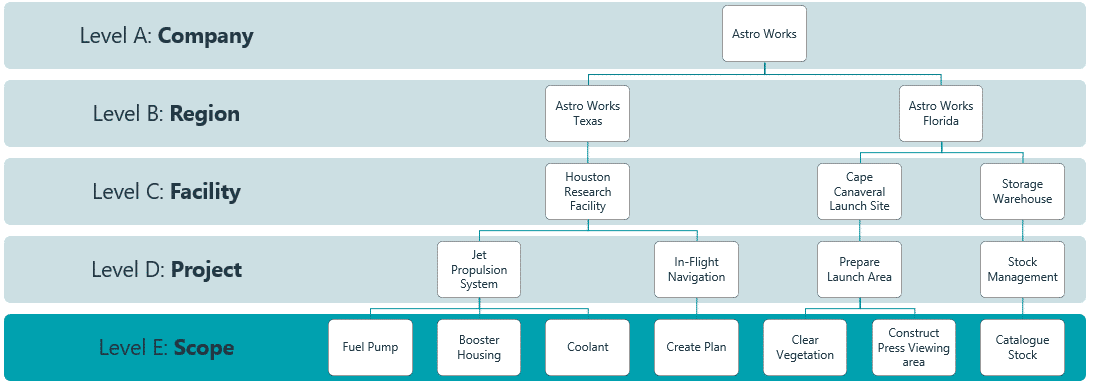 Level A: Company
Astro Works
Level B: Region
Astro Works
Texas
Astro Works
Florida
Level C: Facility
Houston
Research
Facility
Cape
Canaveral
Launch Site
Storage
Warehouse
Level D: Project
Jet
Propulsion
System
In-Flight
Navigation
Prepare
Launch Area
Stock
Management
Level E: Scope
Fuel Pump
Booster
Housing
Coolant
Create Plan
Clear
Vegetation
Construct
Press Viewing
area
Catalogue
Stock